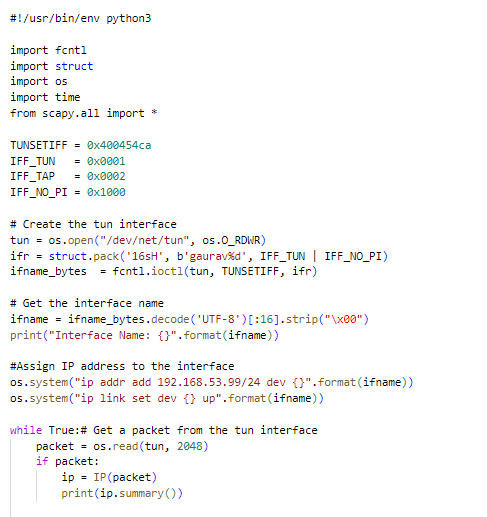 #!/usr/bin/env python3
import fcntl
import struct
import os
import time
from scapy.all import *
TUNSETIFF = 0x400454ca
IFF_TUN   = 0x0001
IFF_TAP   = 0x0002
IFF_NO_PI = 0x1000
# Create the tun interface
tun = os.open("/dev/net/tun", os.O_RDWR)
ifr = struct.pack('16sH', b'gaurav%d', IFF_TUN | IFF_NO_PI)
ifname_bytes  = fcntl.ioctl(tun, TUNSETIFF, ifr)
# Get the interface name
ifname = ifname_bytes.decode('UTF-8')[:16].strip("\x00")
print("Interface Name: {}".format(ifname))
#Assign IP address to the interface
os.system("ip addr add 192.168.53.99/24 dev {}".format(ifname))
os.system("ip link set dev {} up".format(ifname))
while True:# Get a packet from the tun interface
    packet = os.read(tun, 2048)
    if packet:
        ip = IP(packet)
        print(ip.summary())